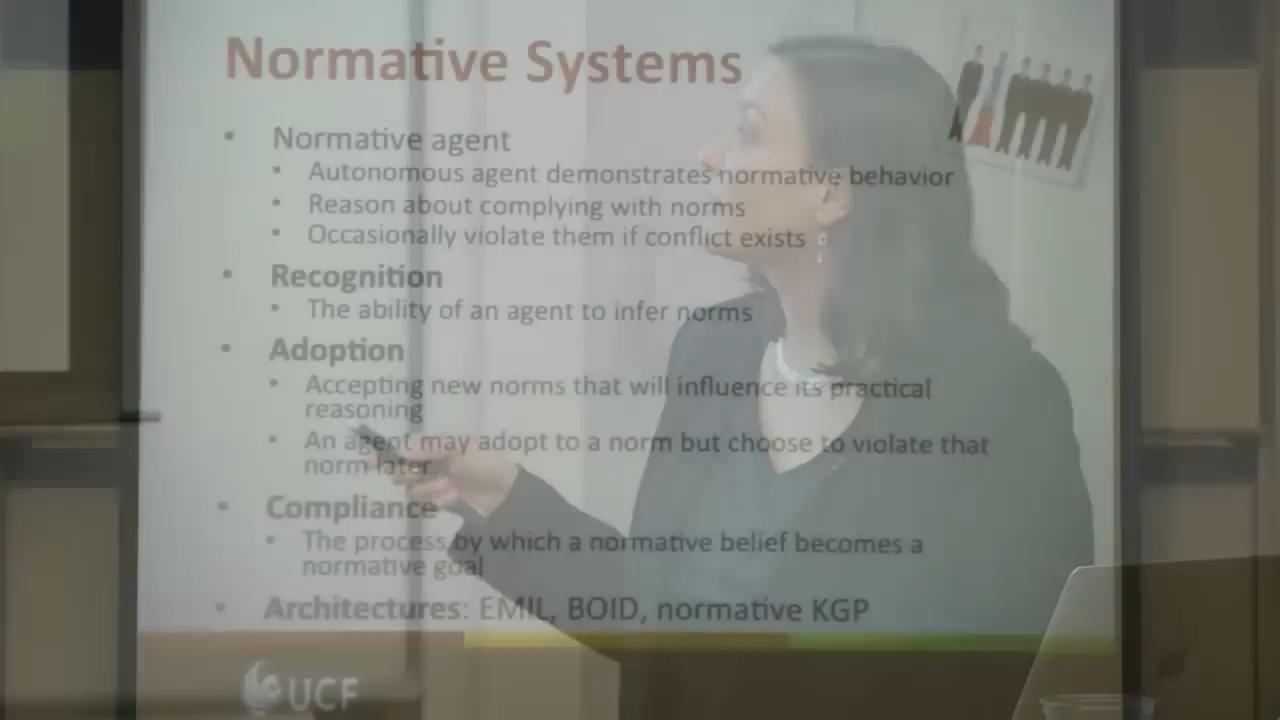 Normative Systems
• Normative agent
• Autonomous agent demonstrates normative behavior
• Reason about complying with norms
• Occasionally violate them if conflict exists
• Recognition
• The ability of an agent to infer norms
• Adoption
• Accepting new norms that will influence its practical
reasoning
• An agent may adopt to a norm but choose to violate that
norm later.
• Compliance
• The process by which a normative belief becomes a
normative goal
• Architectures: EMIL, BOID, normative KGP
UCF